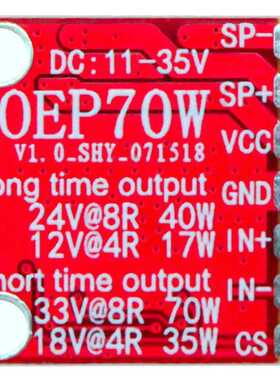 SP-
DC:11-35V
SP+
OEP70W
VCC
V1.0_SHY_071518
ong time output
GND
24V@8R 40W
12V@4R 17W
IN+
hort time output
IN-
33V@8R 70W
18V@4R 35W
CS